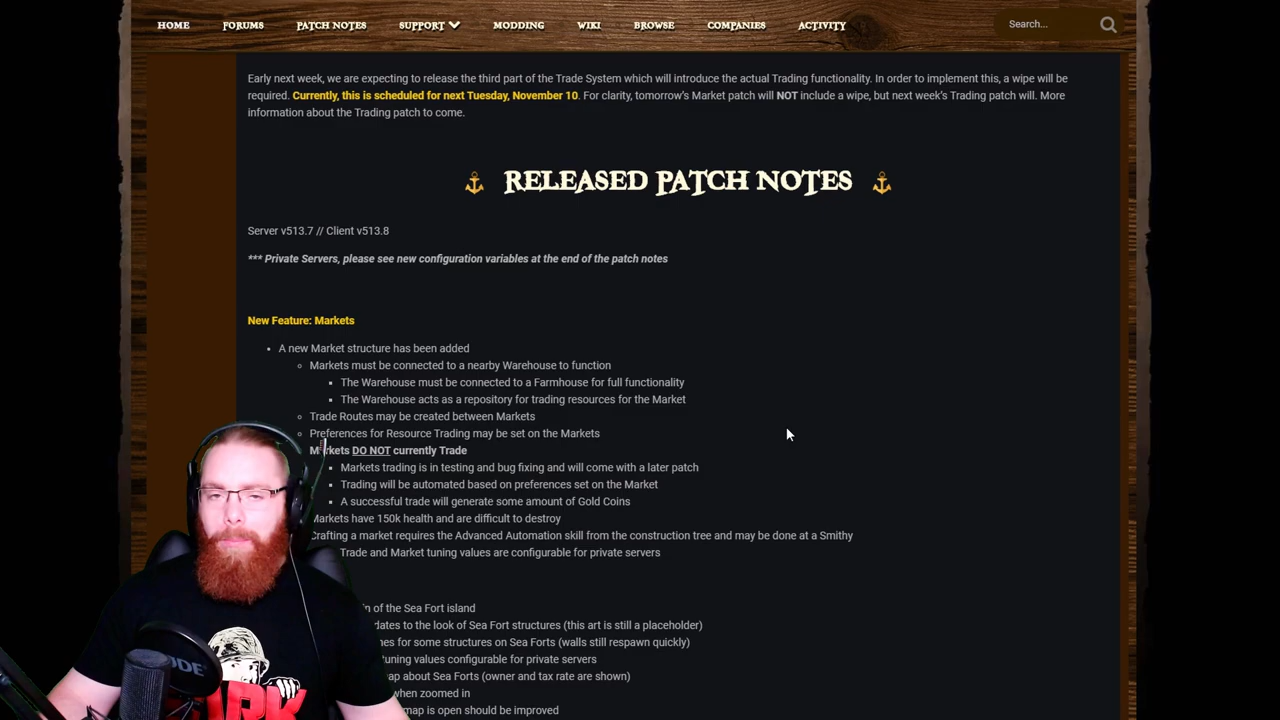 HOME FORUMS PATCH NOTES SUPPORT MODDING WIKI BROWSE COMPANIES ACTIVITY Search...
Early next week, we are expecting to release the third part of the Trade System which will introduce the actual Trading functionality. In order to implement this, a wipe will be
required. Currently, this is scheduled for next Tuesday, November 10. For clarity, tomorrow's Market patch will NOT include a wipe, but next week's Trading patch will. More
information about the Trading patch to come.
RELEASED PATCH NOTES
Server v513.7 // Client v513.8
*** Private Servers, please see new configuration variables at the end of the patch notes
New Feature: Markets
A new Market structure has been added
Markets must be connected to a nearby Warehouse to function
The Warehouse must be connected to a Farmhouse for full functionality
The Warehouse acts as a repository for trading resources for the Market
Trade Routes may be created between Markets
Preferences for Resource Trading may be set on the Markets
Markets DO NOT currently Trade
Markets trading is in testing and bug fixing and will come with a later patch
Trading will be automated based on preferences set on the Market
A successful trade will generate some amount of Gold Coins
Markets have 150k health and are difficult to destroy
Crafting a market requires the Advanced Automation skill from the construction tree and may be done at a Smithy
Trade and Market tuning values are configurable for private servers
of the Sea Fort island
to the look of Sea Fort structures (this art is still a placeholder)
for some structures on Sea Forts (walls still respawn quickly)
tuning values configurable for private servers
about Sea Forts (owner and tax rate are shown)
when zoomed in
map is open should be improved